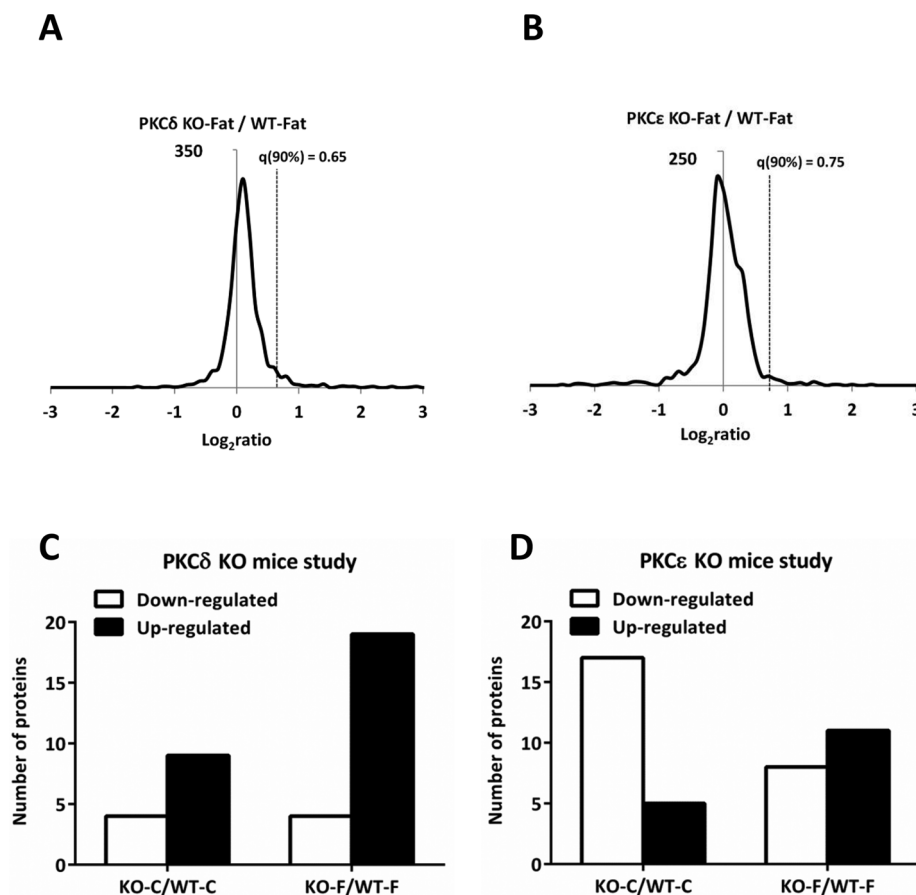 A
B
PKCδ KO-Fat / WT-Fat
350
q(90%) = 0.65
-3 -2 -1 0 1 2 3
Log2ratio
PKCε KO-Fat / WT-Fat
250
q(90%) = 0.75
-3 -2 -1 0 1 2 3
Log2ratio
C
PKCδ KO mice study
Down-regulated
Up-regulated
Number of proteins
20
15
10
5
0
KO-C/WT-C KO-F/WT-F
D
PKCε KO mice study
Down-regulated
Up-regulated
Number of proteins
20
15
10
5
0
KO-C/WT-C KO-F/WT-F